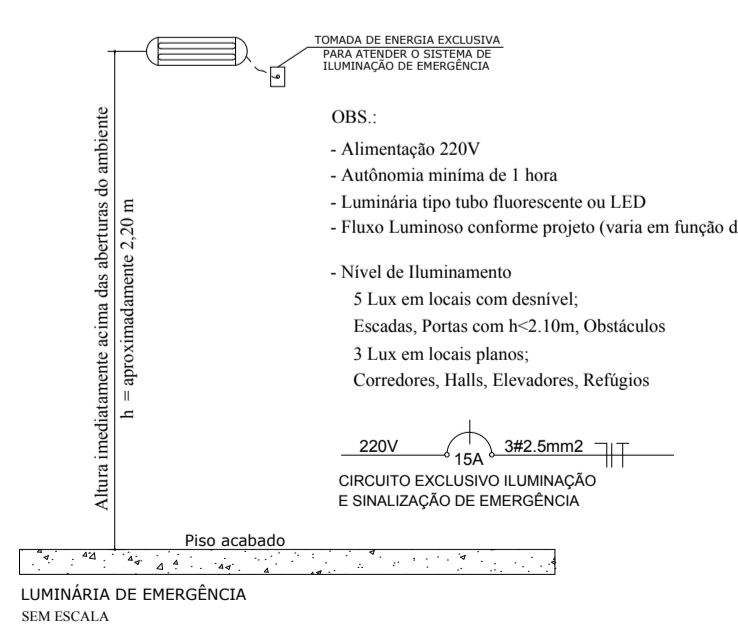 TOMADA DE ENERGIA EXCLUSIVA
PARA ATENDER O SISTEMA DE
ILUMINAÇÃO DE EMERGÊNCIA
Altura imediatamente acima das aberturas do ambiente
h = aproximadamente 2,20 m
OBS.:
- Alimentação 220V
- Autônomia miníma de 1 hora
- Luminária tipo tubo fluorescente ou LED
- Fluxo Luminoso conforme projeto (varia em função d
- Nível de Iluminamento
5 Lux em locais com desnível;
Escadas, Portas com h<2.10m, Obstáculos
3 Lux em locais planos;
Corredores, Halls, Elevadores, Refúgios
220V 15A 3#2.5mm2
CIRCUITO EXCLUSIVO ILUMINAÇÃO
E SINALIZAÇÃO DE EMERGÊNCIA
Piso acabado
LUMINÁRIA DE EMERGÊNCIA
SEM ESCALA